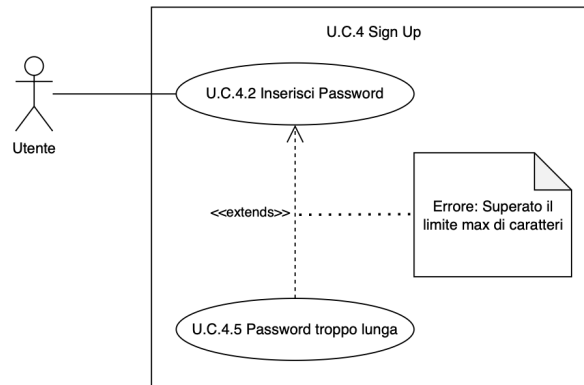 U.C.4 Sign Up
U.C.4.2 Inserisci Password
Utente
<<extends>>
Errore: Superato il
limite max di caratteri
U.C.4.5 Password troppo lunga